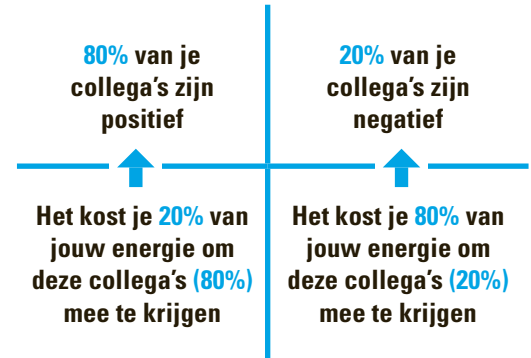 80% van je
collega's zijn
positief
20% van je
collega's zijn
negatief
Het kost je 20% van
jouw energie om
deze collega's (80%)
mee te krijgen
Het kost je 80% van
jouw energie om
deze collega's (20%)
mee te krijgen